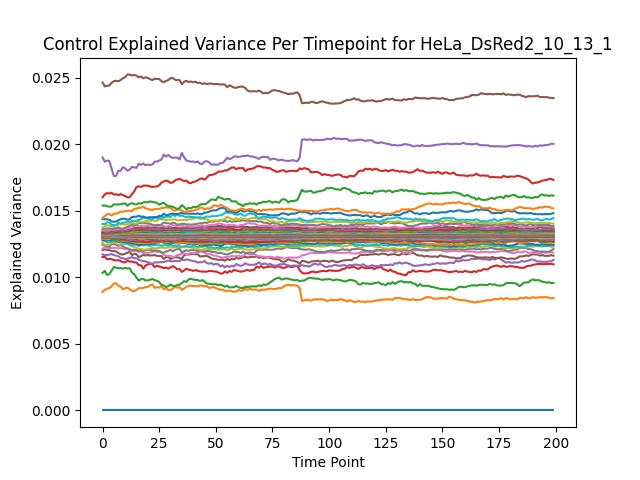 Control Explained Variance Per Timepoint for HeLa_DsRed2_10_13_1
0.025
0.020
0.015
0.010
0.005
0.000
Explained Variance
0 25 50 75 100 125 150 175 200
Time Point